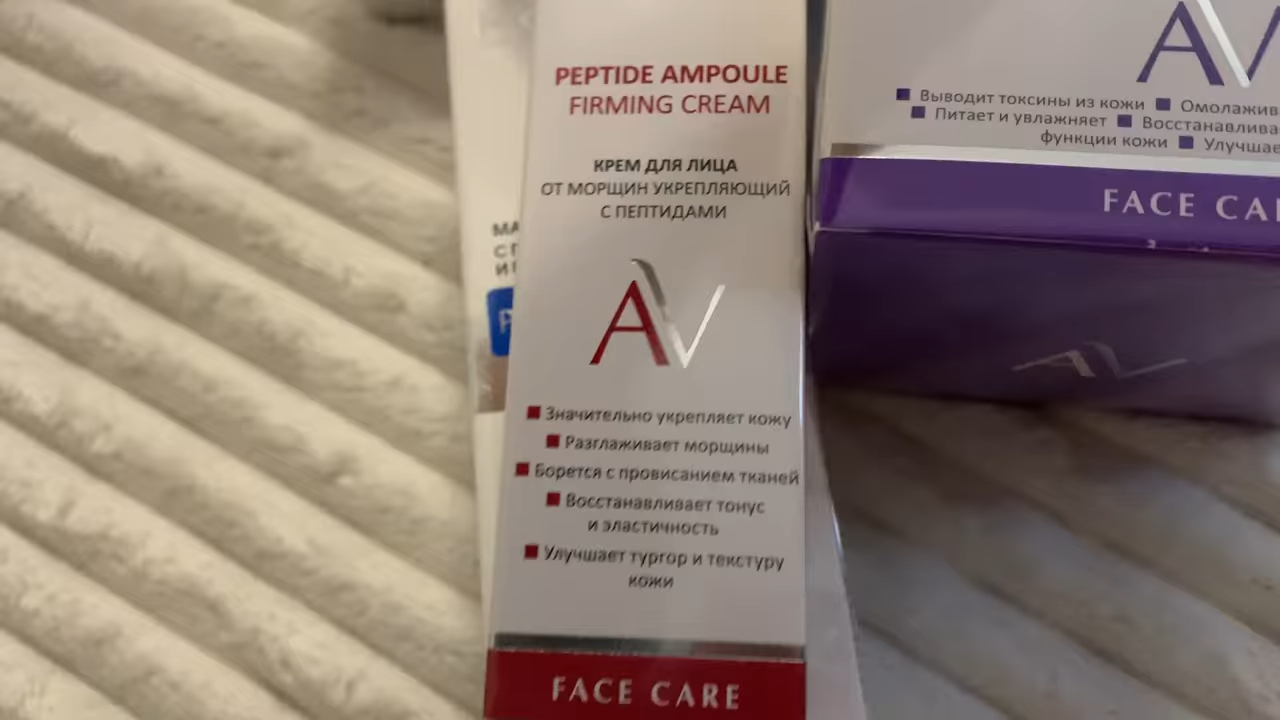 PEPTIDE AMPOULE
FIRMING CREAM
КРЕМ ДЛЯ ЛИЦА
ОТ МОРЩИН УКРЕПЛЯЮЩИЙ
С ПЕПТИДАМИ
AV
Значительно укрепляет кожу
Разглаживает морщины
Борется с провисанием тканей
Восстанавливает тонус
и эластичность
Улучшает тургор и текстуру
кожи
FACE CARE
AV
Выводит токсины из кожи
Питает и увлажняет
функции кожи
FACE
AV